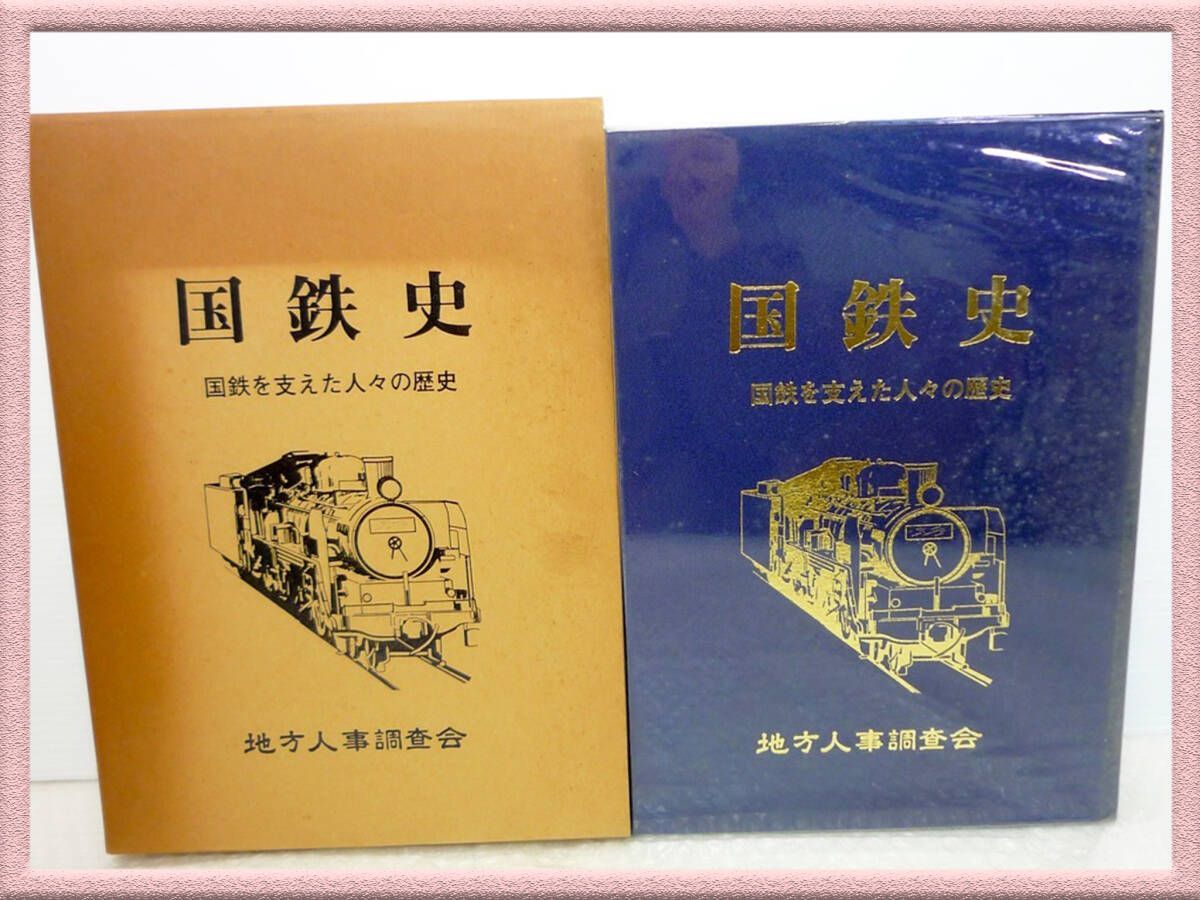 国鉄史
国鉄を支えた人々の歴史
地方人事調査会
国鉄史
国鉄を支えた人々の歴史
地方人事調査会